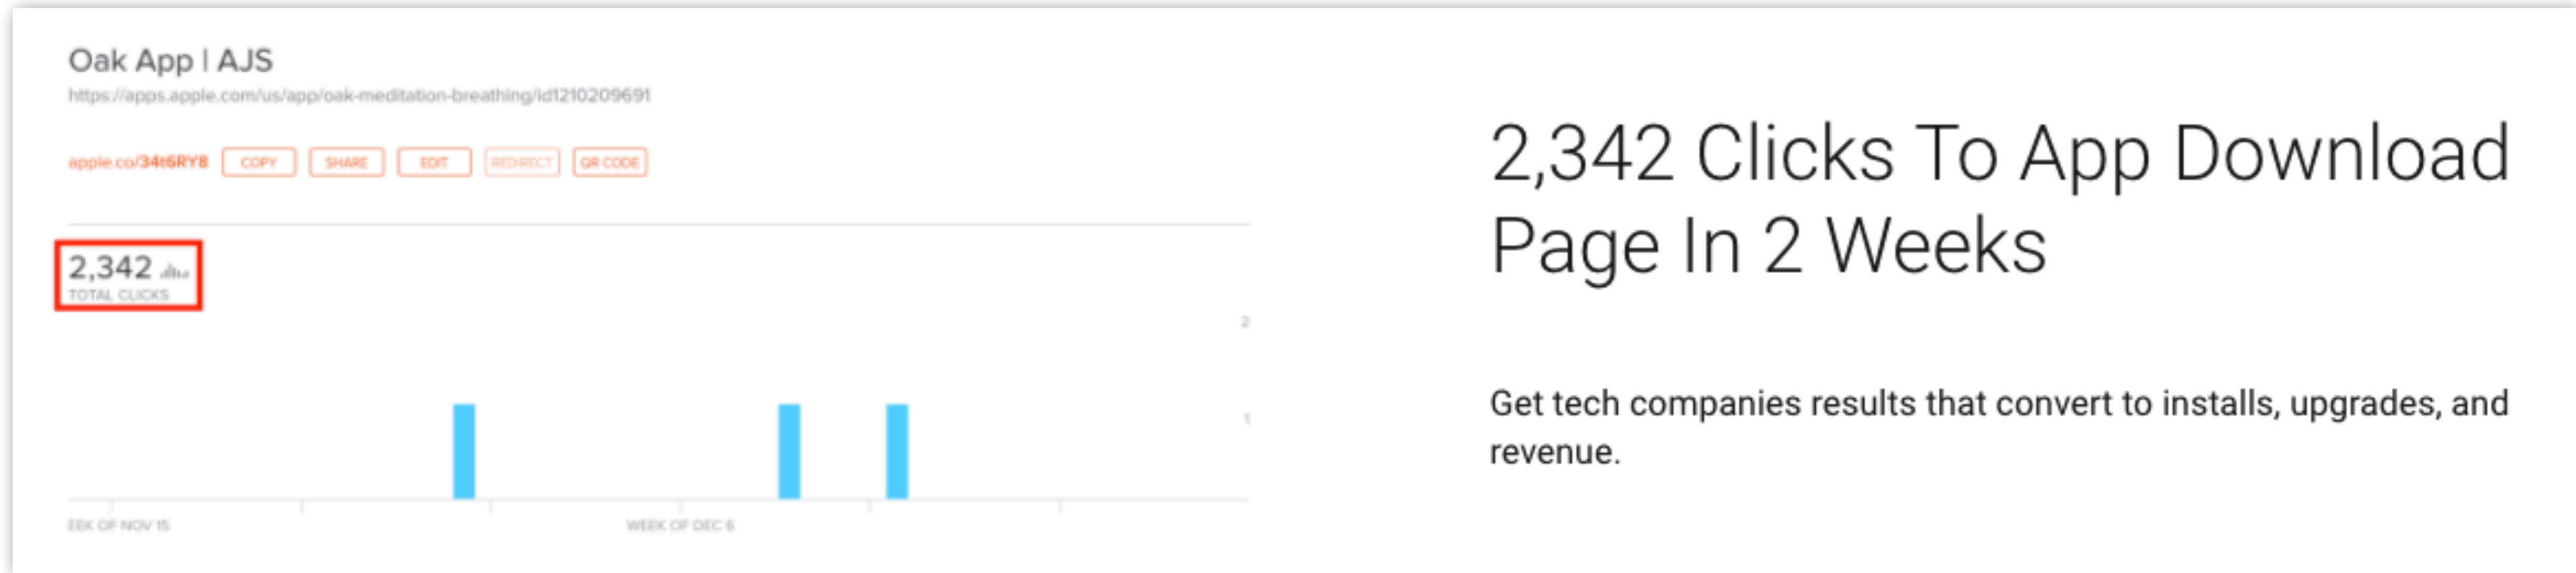 Oak App | AJS
https://apps.apple.com/us/app/oak-meditation-breathing/id1210209691
apple.co/34t6RY8 COPY SHARE EDIT REDIRECT QR CODE
2,342
TOTAL CLICKS
2
1
EEK OF NOV 15 WEEK OF DEC 6
2,342 Clicks To App Download
Page In 2 Weeks
Get tech companies results that convert to installs, upgrades, and
revenue.